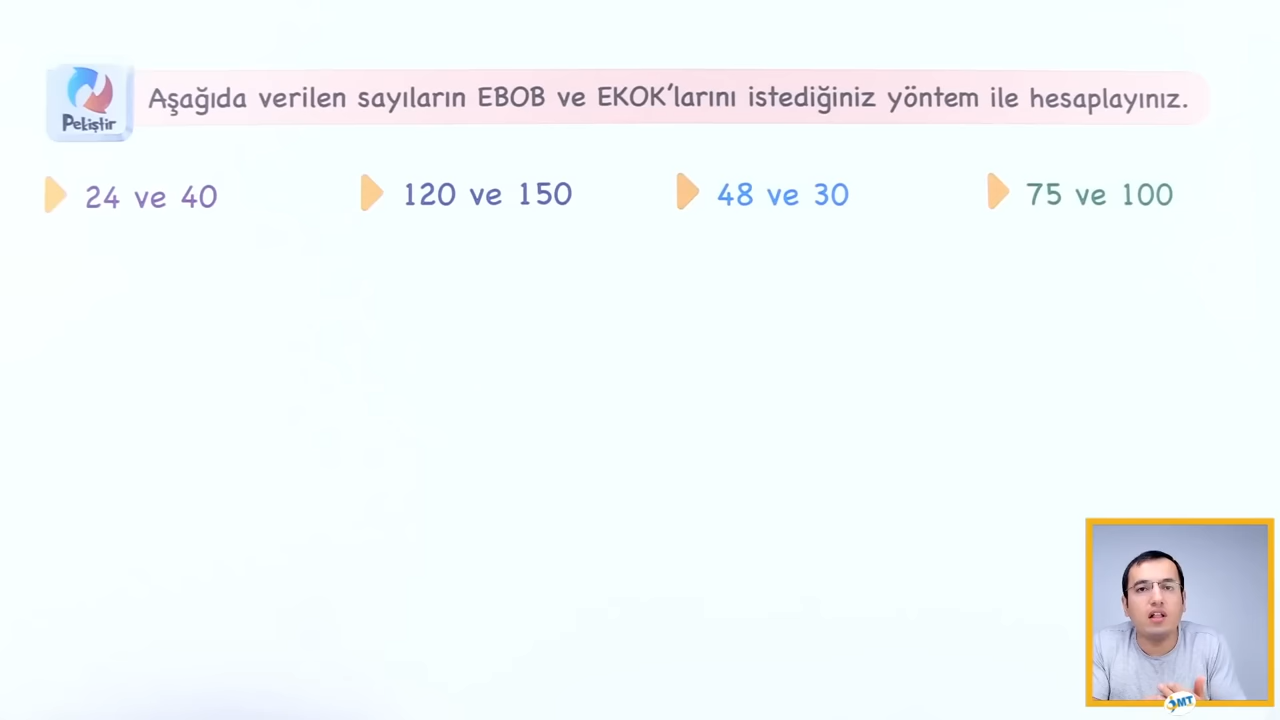 Pekiştir
Aşağıda verilen sayıların EBOB ve EKOK'larını istediğiniz yöntem ile hesaplayınız.
24 ve 40
120 ve 150
48 ve 30
75 ve 100
MT